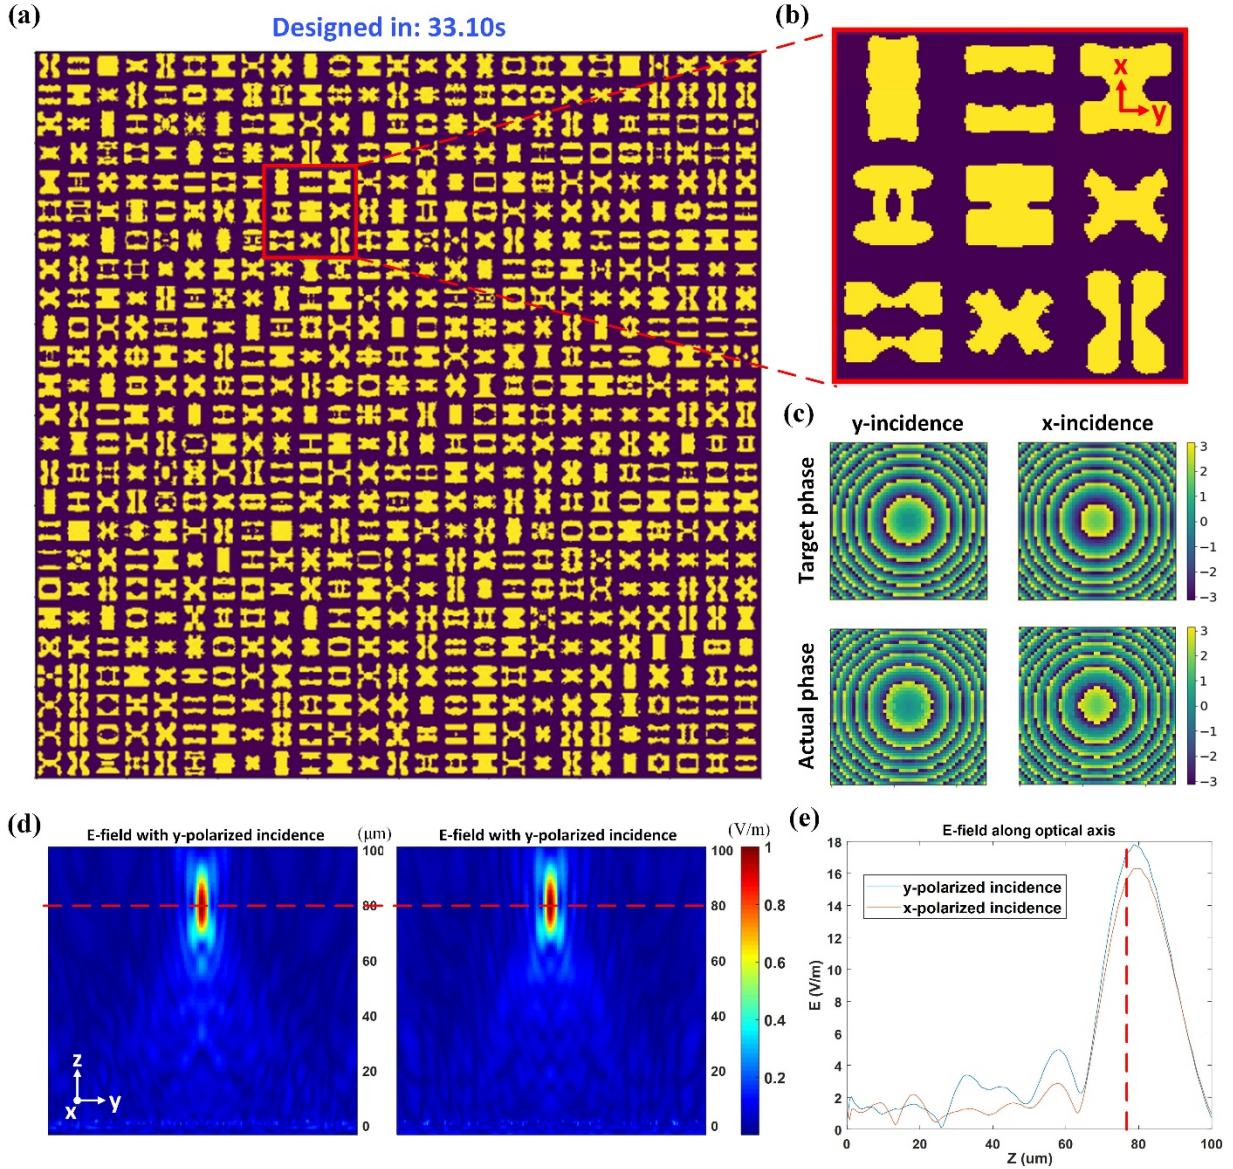 (a)
Designed in: 33.10s
(b)
x
y
(c)
y-incidence
x-incidence
Target phase
3
2
1
0
−1
−2
−3
Actual phase
3
2
1
0
−1
−2
−3
(d)
E-field with y-polarized incidence
(μm)
100
80
60
40
20
0
z
x
y
E-field with y-polarized incidence
(V/m)
100
80
60
40
20
0
1
0.8
0.6
0.4
0.2
(e)
E-field along optical axis
y-polarized incidence
x-polarized incidence
E (V/m)
18
16
14
12
10
8
6
4
2
0
0 20 40 60 80 100
Z (um)